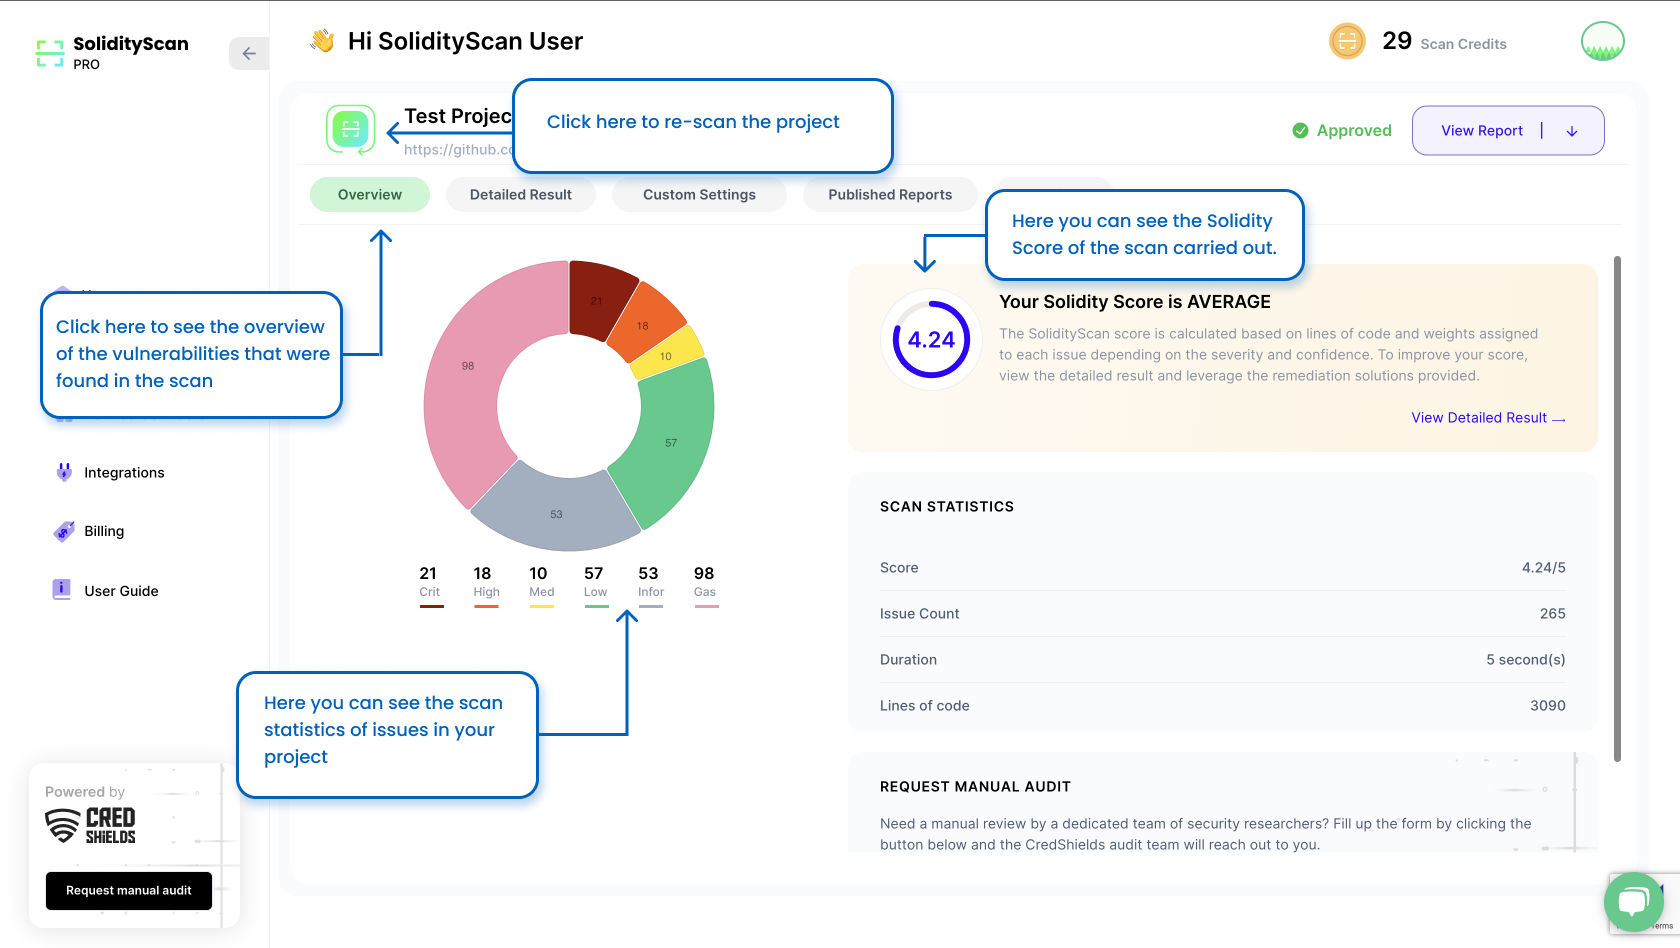 SolidityScan
PRO
Hi SolidityScan User
29 Scan Credits
Test Projec
https://github.co
Click here to re-scan the project
Approved
View Report
Overview
Detailed Result
Custom Settings
Published Reports
Here you can see the Solidity
Score of the scan carried out.
Click here to see the overview
of the vulnerabilities that were
found in the scan
Integrations
Billing
User Guide
21
18
10
57
53
98
21 18 10 57 53 98
Crit High Med Low Infor Gas
Here you can see the scan
statistics of issues in your
project
4.24
Your Solidity Score is AVERAGE
The SolidityScan score is calculated based on lines of code and weights assigned
to each issue depending on the severity and confidence. To improve your score,
view the detailed result and leverage the remediation solutions provided.
View Detailed Result
SCAN STATISTICS
Score 4.24/5
Issue Count 265
Duration 5 second(s)
Lines of code 3090
REQUEST MANUAL AUDIT
Need a manual review by a dedicated team of security researchers? Fill up the form by clicking the
button below and the CredShields audit team will reach out to you.
Powered by
CRED
SHiELDS
Request manual audit
Terms